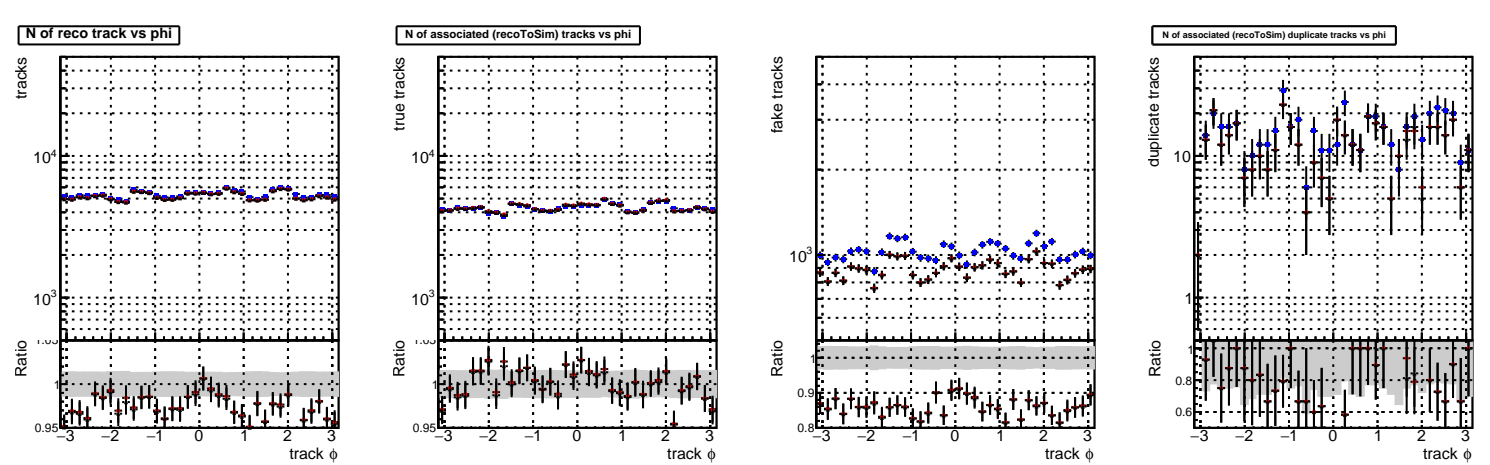 N of reco track vs phi
tracks
10⁴
10³
Ratio
1.05
1
0.95
−3 −2 −1 0 1 2 3
track ϕ
N of associated (recoToSim) tracks vs phi
true tracks
10⁴
10³
Ratio
1.05
1
0.95
−3 −2 −1 0 1 2 3
track ϕ
fake tracks
10³
Ratio
1
0.9
0.8
−3 −2 −1 0 1 2 3
track ϕ
N of associated (recoToSim) duplicate tracks vs phi
duplicate tracks
10
1
Ratio
1
0.8
0.6
−3 −2 −1 0 1 2 3
track ϕ